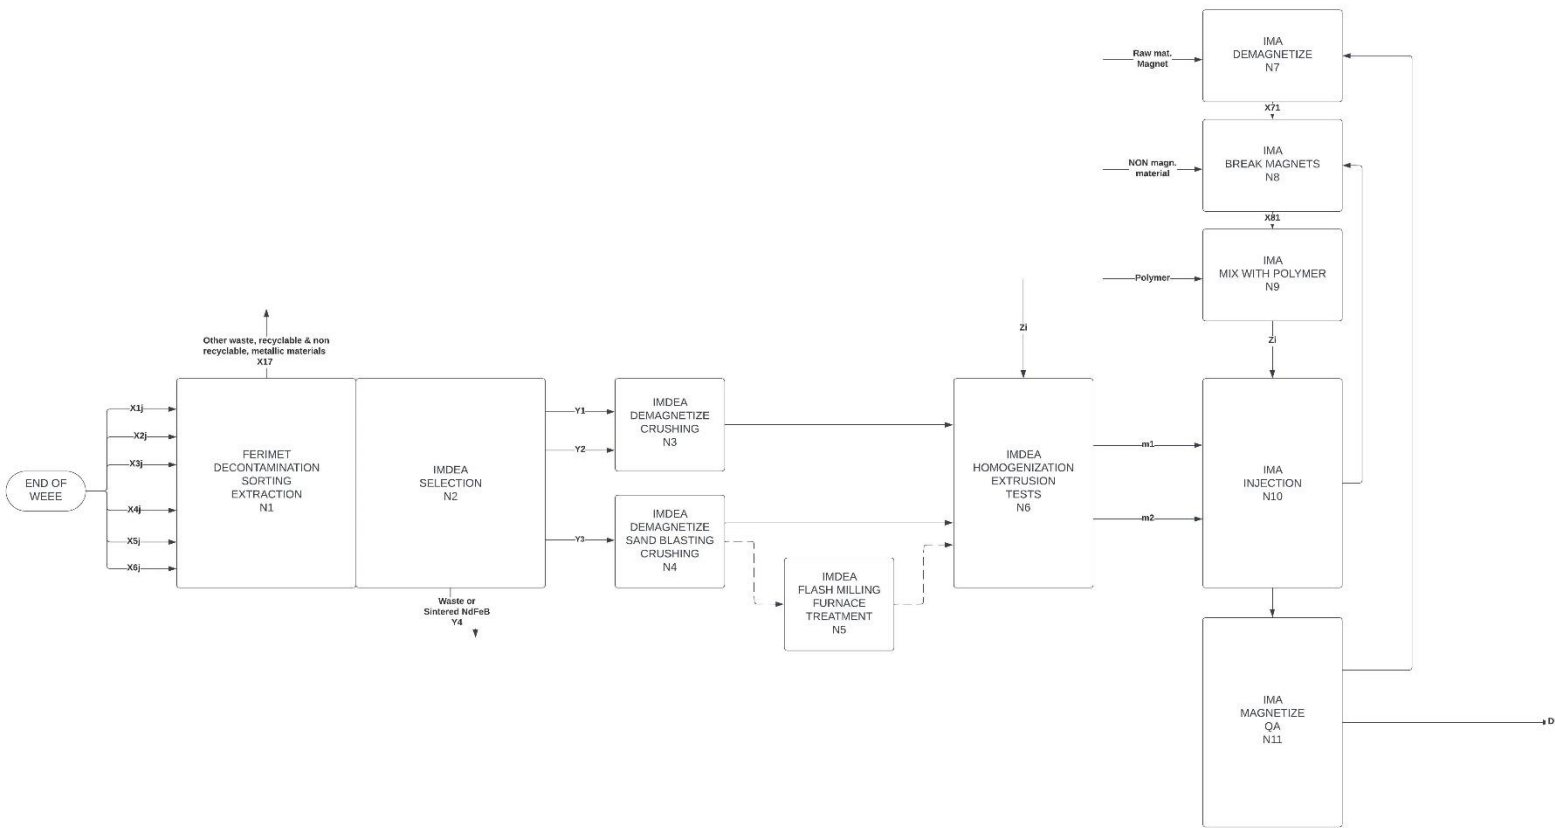 IMA
DEMAGNETIZE
N7
Raw mat.
Magnet
X71
IMA
BREAK MAGNETS
N8
NON magn.
material
X81
IMA
MIX WITH POLYMER
N9
Polymer
Zi
Zi
Other waste, recyclable & non
recyclable, metallic materials
X17
END OF
WEEE
X1j
X2j
X3j
X4j
X5j
X6j
FERIMET
DECONTAMINATION
SORTING
EXTRACTION
N1
IMDEA
SELECTION
N2
Waste or
Sintered NdFeB
Y4
Y1
Y2
Y3
IMDEA
DEMAGNETIZE
CRUSHING
N3
IMDEA
DEMAGNETIZE
SAND BLASTING
CRUSHING
N4
IMDEA
FLASH MILLING
FURNACE
TREATMENT
N5
IMDEA
HOMOGENIZATION
EXTRUSION
TESTS
N6
m1
m2
IMA
INJECTION
N10
IMA
MAGNETIZE
QA
N11
D